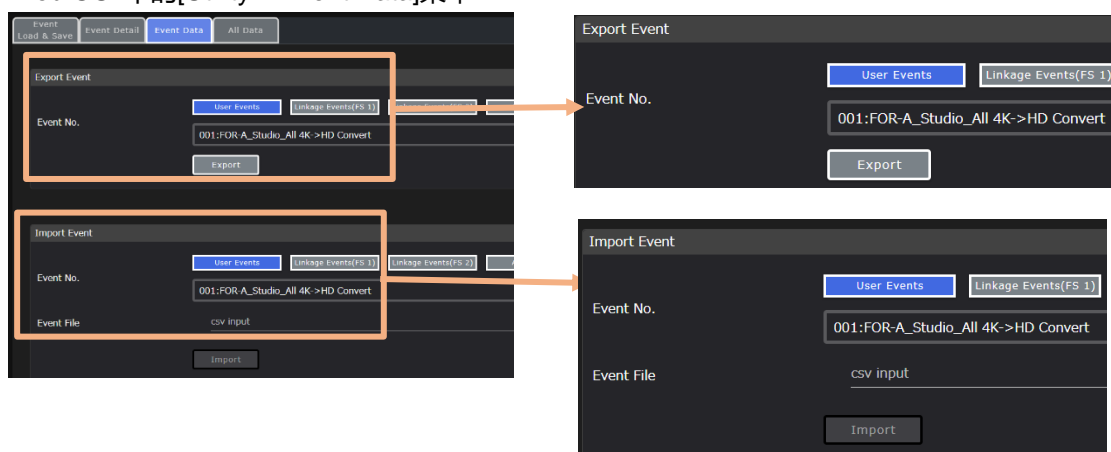 Event
Load & Save
Event Detail
Event Data
All Data
Export Event
User Events
Linkage Events(FS 1)
Event No.
001:FOR-A_Studio_All 4K->HD Convert
Export
Import Event
User Events
Linkage Events(FS 1)
Linkage Events(FS 2)
Event No.
001:FOR-A_Studio_All 4K->HD Convert
Event File
csv input
Import
Export Event
User Events
Linkage Events(FS 1)
Event No.
001:FOR-A_Studio_All 4K->HD Convert
Export
Import Event
User Events
Linkage Events(FS 1)
Event No.
001:FOR-A_Studio_All 4K->HD Convert
Event File
csv input
Import